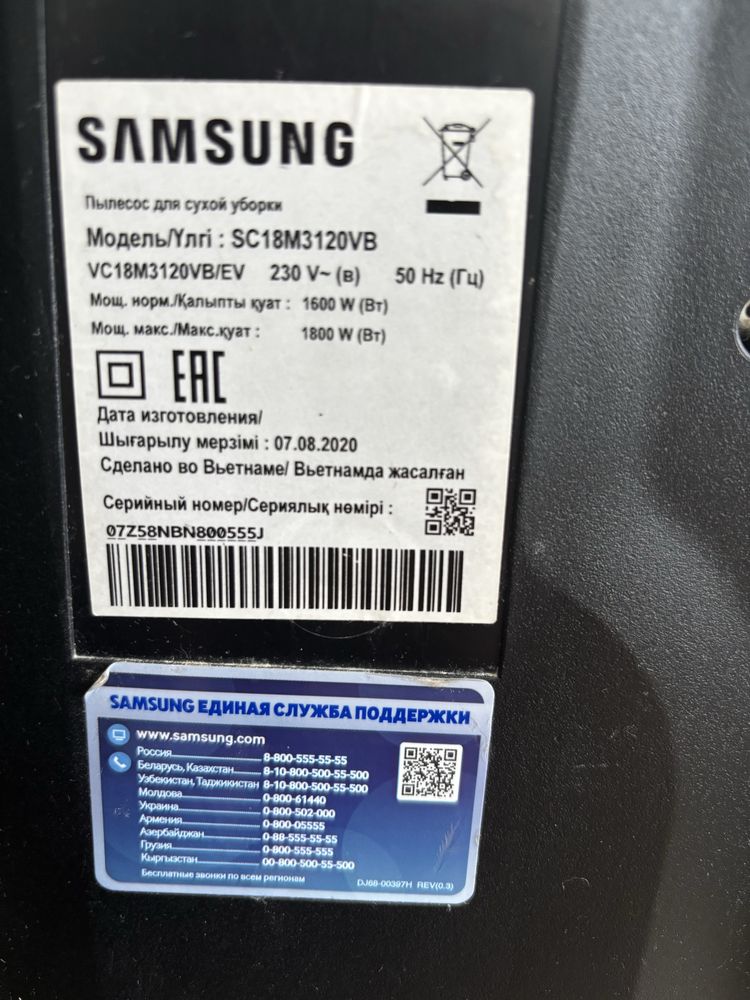 SAMSUNG
Пылесос для сухой уборки
Модель/Үлгі : SC18M3120VB
VC18M3120VB/EV 230 V~ (в) 50 Hz (Гц)
Мощ. норм./Қалыпты қуат : 1600 W (Вт)
Мощ. макс./Макс.қуат : 1800 W (Вт)
EAC
Дата изготовления/
Шығарылу мерзімі : 07.08.2020
Сделано во Вьетнаме/ Вьетнамда жасалған
Серийный номер/Сериялық нөмірі :
07Z58NBN800555J
SAMSUNG ЕДИНАЯ СЛУЖБА ПОДДЕРЖКИ
www.samsung.com
Россия 8-800-555-55-55
Беларусь, Казахстан 8-10-800-500-55-500
Узбекистан, Таджикистан 8-10-800-500-55-500
Молдова 0-800-61440
Украина 0-800-502-000
Армения 0-800-05555
Азербайджан 0-88-555-55-55
Грузия 0-800-555-555
Кыргызстан 00-800-500-55-500
Бесплатные звонки по всем регионам
DJ68-00397H REV(0.3)